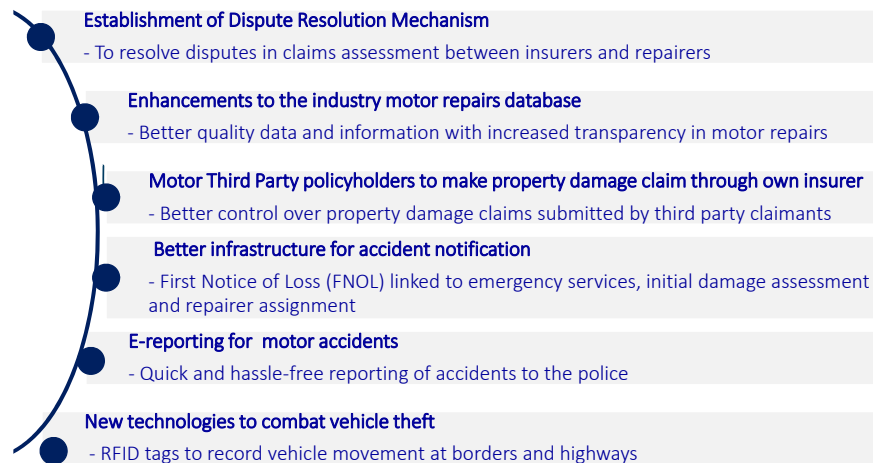 Establishment of Dispute Resolution Mechanism
- To resolve disputes in claims assessment between insurers and repairers
Enhancements to the industry motor repairs database
- Better quality data and information with increased transparency in motor repairs
Motor Third Party policyholders to make property damage claim through own insurer
- Better control over property damage claims submitted by third party claimants
Better infrastructure for accident notification
- First Notice of Loss (FNOL) linked to emergency services, initial damage assessment
and repairer assignment
E-reporting for motor accidents
- Quick and hassle-free reporting of accidents to the police
New technologies to combat vehicle theft
- RFID tags to record vehicle movement at borders and highways